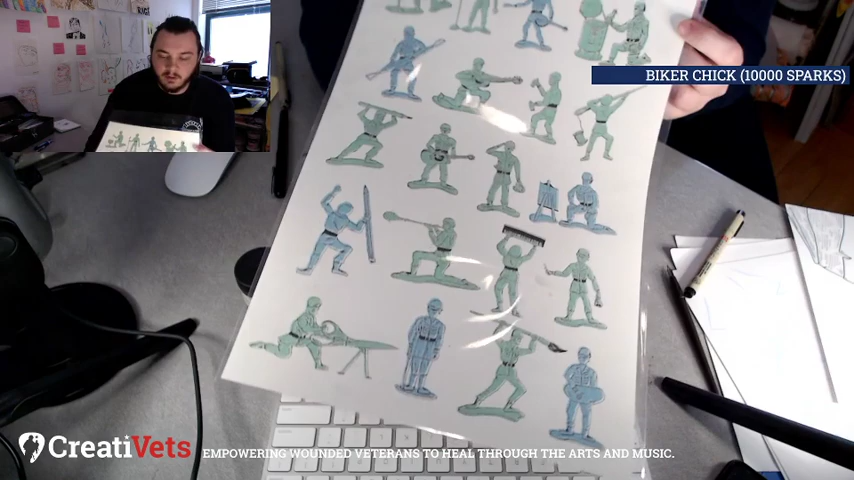 BIKER CHICK (10000 SPARKS)
CreatiVets
EMPOWERING WOUNDED VETERANS TO HEAL THROUGH THE ARTS AND MUSIC.